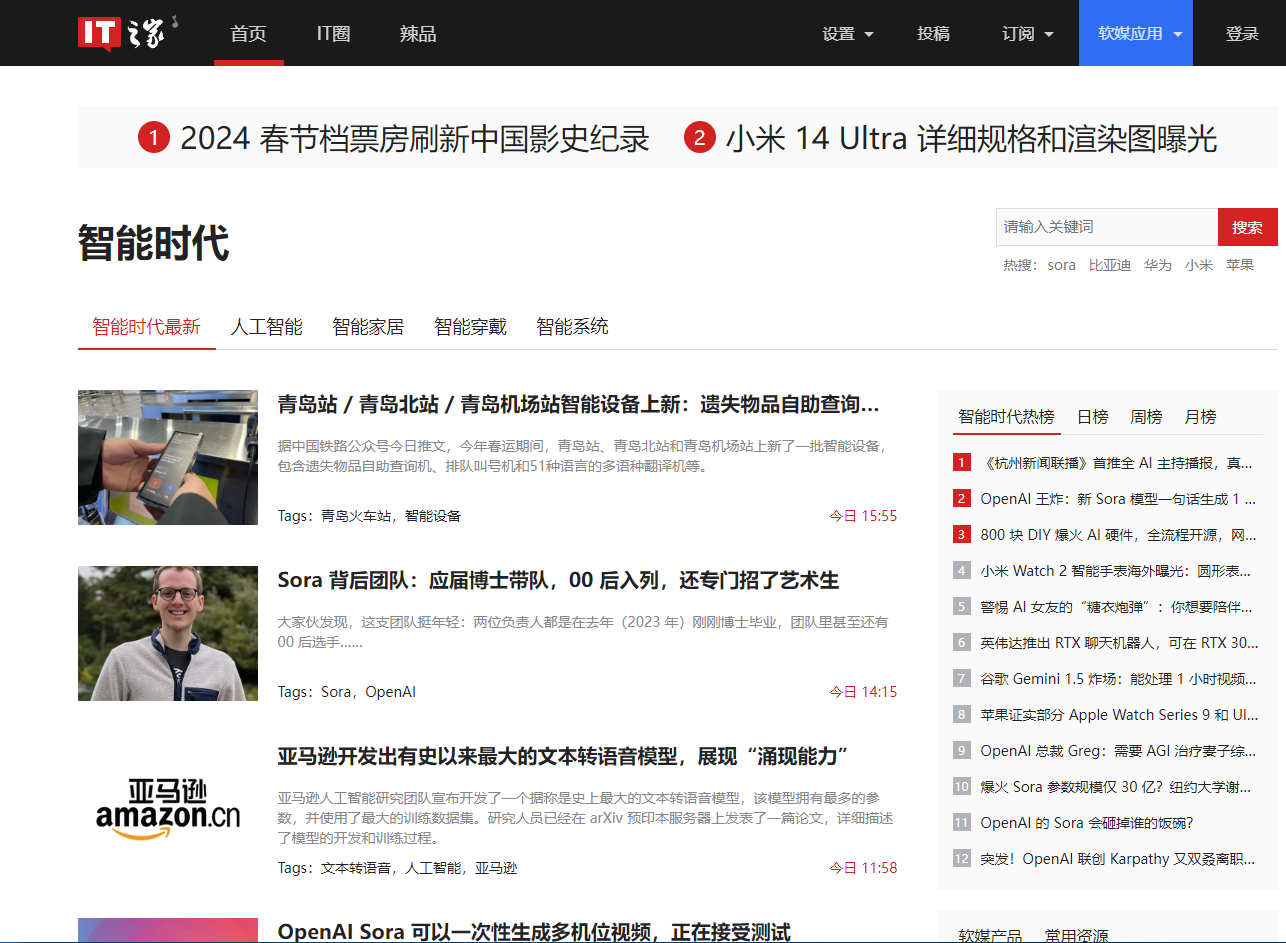 IT之家
首页
IT圈
辣品
设置
投稿
订阅
软媒应用
登录
1 2024 春节档票房刷新中国影史纪录
2 小米 14 Ultra 详细规格和渲染图曝光
智能时代
请输入关键词
搜索
热搜： sora 比亚迪 华为 小米 苹果
智能时代最新
人工智能
智能家居
智能穿戴
智能系统
青岛站 / 青岛北站 / 青岛机场站智能设备上新：遗失物品自助查询...
据中国铁路公众号今日推文，今年春运期间，青岛站、青岛北站和青岛机场站上新了一批智能设备，
包含遗失物品自助查询机、排队叫号机和51种语言的多语种翻译机等。
Tags：青岛火车站，智能设备
今日 15:55
Sora 背后团队：应届博士带队，00 后入列，还专门招了艺术生
大家伙发现，这支团队挺年轻：两位负责人都是在去年（2023 年）刚刚博士毕业，团队里甚至还有
00 后选手……
Tags：Sora，OpenAI
今日 14:15
亚马逊
amazon.cn
亚马逊开发出有史以来最大的文本转语音模型，展现“涌现能力”
亚马逊人工智能研究团队宣布开发了一个据称是史上最大的文本转语音模型，该模型拥有最多的参
数，并使用了最大的训练数据集。研究人员已经在 arXiv 预印本服务器上发表了一篇论文，详细描述
了模型的开发和训练过程。
Tags：文本转语音，人工智能，亚马逊
今日 11:58
OpenAI Sora 可以一次性生成多机位视频，正在接受测试
智能时代热榜
日榜
周榜
月榜
1 《杭州新闻联播》首推全 AI 主持播报，真...
2 OpenAI 王炸：新 Sora 模型一句话生成 1 ...
3 800 块 DIY 爆火 AI 硬件，全流程开源，网...
4 小米 Watch 2 智能手表海外曝光：圆形表...
5 警惕 AI 女友的“糖衣炮弹”：你想要陪伴...
6 英伟达推出 RTX 聊天机器人，可在 RTX 30...
7 谷歌 Gemini 1.5 炸场：能处理 1 小时视频...
8 苹果证实部分 Apple Watch Series 9 和 Ul...
9 OpenAI 总裁 Greg：需要 AGI 治疗妻子综...
10 爆火 Sora 参数规模仅 30 亿？纽约大学谢...
11 OpenAI 的 Sora 会砸掉谁的饭碗？
12 突发！OpenAI 联创 Karpathy 又双叒离职...
软媒产品
常用资源